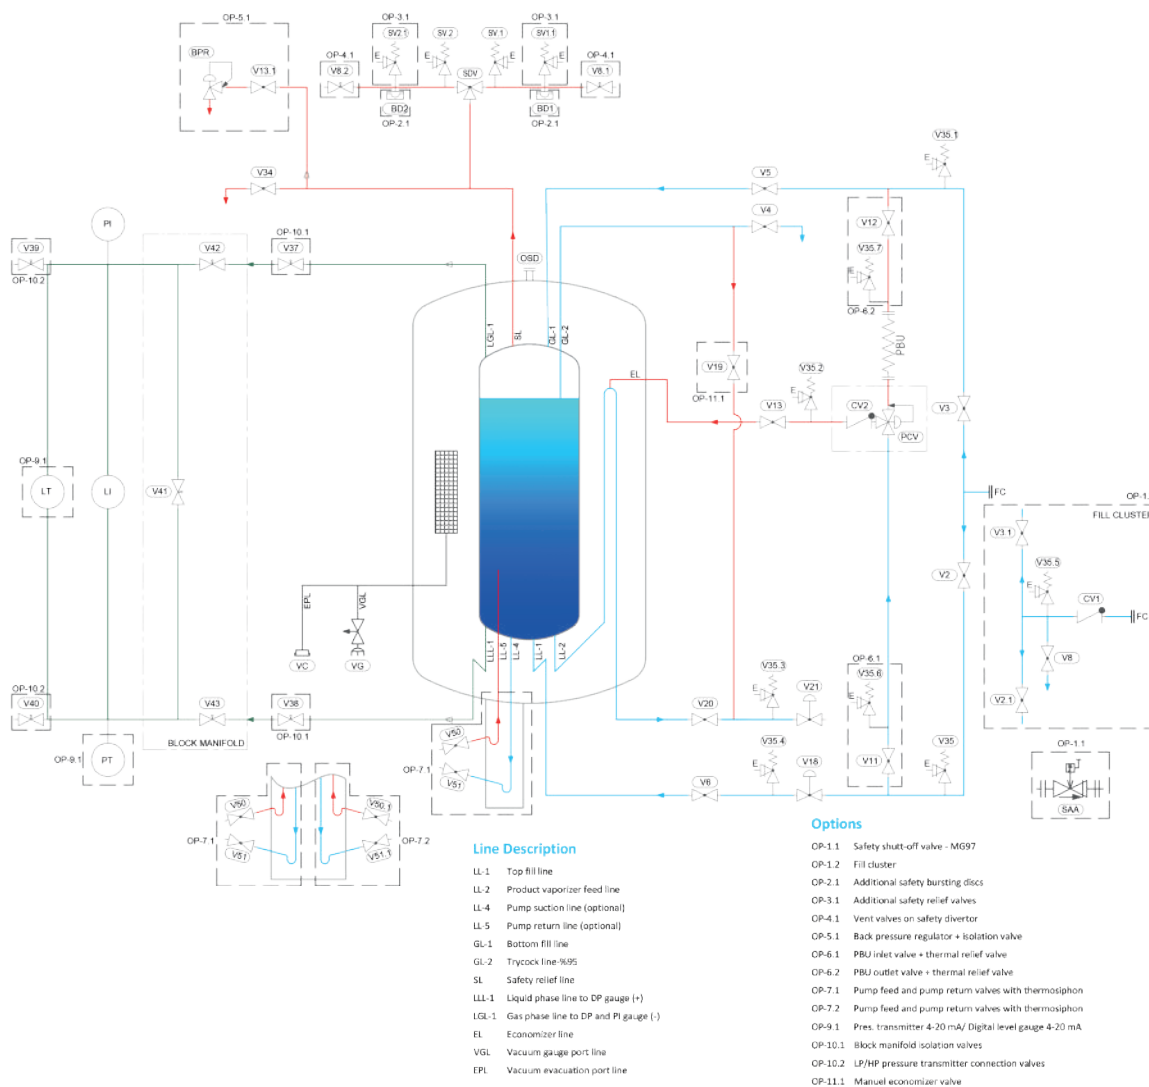 OP-5.1
BPR
V13.1
OP-3.1
SV2.1
E
SV.2
SV.1
OP-3.1
SV1.1
E
OP-4.1
V8.2
SDV
OP-4.1
V8.1
BD2
OP-2.1
BD1
OP-2.1
V35.1
E
V34
V5
V4
V12
V35.7
E
OP-6.2
PI
V39
OP-10.2
V42
OP-10.1
V37
OSD
LGL-1
SL
GL-1
GL-2
PBU
V19
OP-11.1
EL
V35.2
E
V13
CV2
PCV
V3
OP-9.1
LT
LI
V41
FC
OP-1.
FILL CLUSTER
V3.1
V35.5
E
CV1
FC
V2
V8
V2.1
EPL
VGL
VC
VG
LLL-1
LL-5
LL-4
LL-1
LL-2
OP-6.1
V35.6
E
V35.3
E
V21
V20
OP-10.2
V40
V43
V38
OP-10.1
BLOCK MANIFOLD
OP-9.1
PT
V50
OP-7.1
V51
V35.4
E
V18
V6
V11
V35
E
OP-1.1
SAA
V50
V50.1
OP-7.1
V51
V51.1
OP-7.2
Line Description
LL-1 Top fill line
LL-2 Product vaporizer feed line
LL-4 Pump suction line (optional)
LL-5 Pump return line (optional)
GL-1 Bottom fill line
GL-2 Trycock line-%95
SL Safety relief line
LLL-1 Liquid phase line to DP gauge (+)
LGL-1 Gas phase line to DP and PI gauge (-)
EL Economizer line
VGL Vacuum gauge port line
EPL Vacuum evacuation port line
Options
OP-1.1 Safety shutt-off valve - MG97
OP-1.2 Fill cluster
OP-2.1 Additional safety bursting discs
OP-3.1 Additional safety relief valves
OP-4.1 Vent valves on safety divertor
OP-5.1 Back pressure regulator + isolation valve
OP-6.1 PBU inlet valve + thermal relief valve
OP-6.2 PBU outlet valve + thermal relief valve
OP-7.1 Pump feed and pump return valves with thermosiphon
OP-7.2 Pump feed and pump return valves with thermosiphon
OP-9.1 Pres. transmitter 4-20 mA/ Digital level gauge 4-20 mA
OP-10.1 Block manifold isolation valves
OP-10.2 LP/HP pressure transmitter connection valves
OP-11.1 Manuel economizer valve